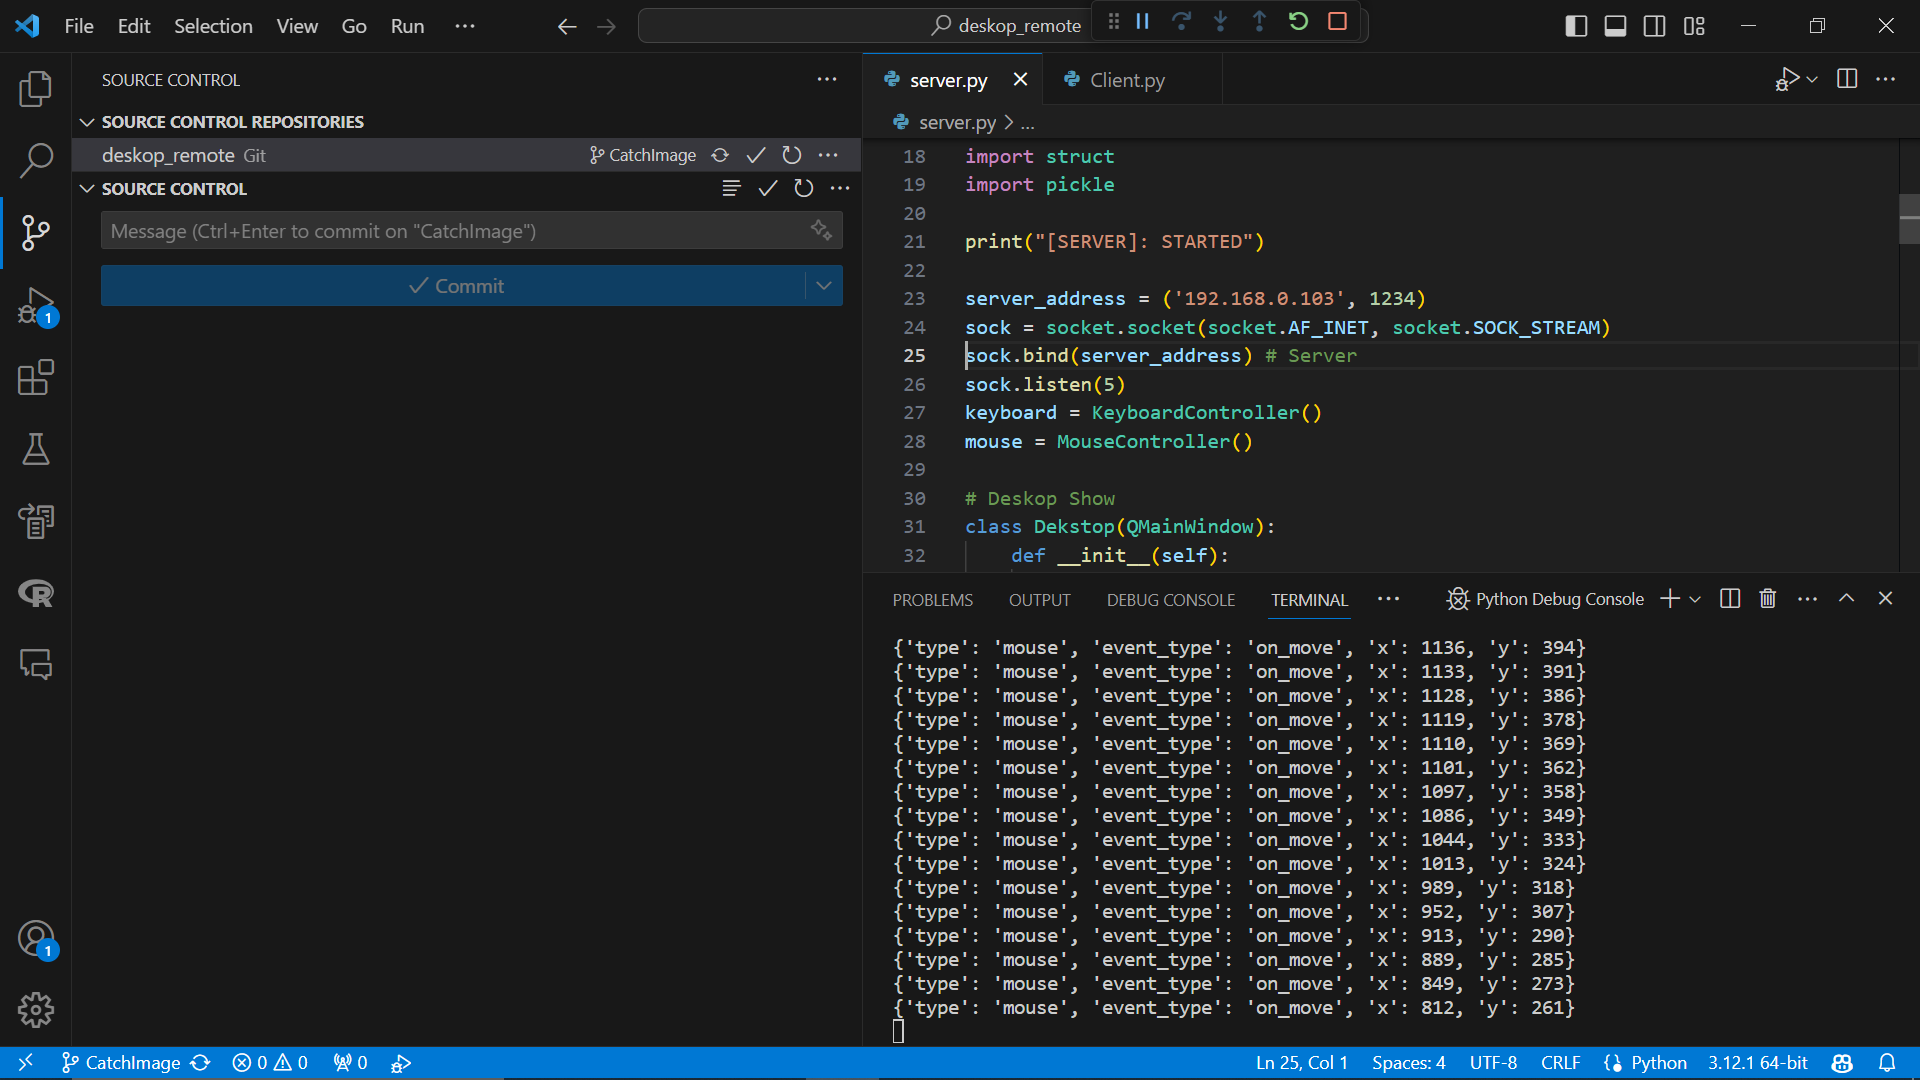 File Edit Selection View Go Run
deskop_remote
SOURCE CONTROL
SOURCE CONTROL REPOSITORIES
deskop_remote Git CatchImage
SOURCE CONTROL
Message (Ctrl+Enter to commit on "CatchImage")
Commit
1
1
server.py Client.py
server.py > ...
18 import struct
19 import pickle
20
21 print("[SERVER]: STARTED")
22
23 server_address = ('192.168.0.103', 1234)
24 sock = socket.socket(socket.AF_INET, socket.SOCK_STREAM)
25 sock.bind(server_address) # Server
26 sock.listen(5)
27 keyboard = KeyboardController()
28 mouse = MouseController()
29
30 # Deskop Show
31 class Dekstop(QMainWindow):
32 def __init__(self):
PROBLEMS OUTPUT DEBUG CONSOLE TERMINAL Python Debug Console
{'type': 'mouse', 'event_type': 'on_move', 'x': 1136, 'y': 394}
{'type': 'mouse', 'event_type': 'on_move', 'x': 1133, 'y': 391}
{'type': 'mouse', 'event_type': 'on_move', 'x': 1128, 'y': 386}
{'type': 'mouse', 'event_type': 'on_move', 'x': 1119, 'y': 378}
{'type': 'mouse', 'event_type': 'on_move', 'x': 1110, 'y': 369}
{'type': 'mouse', 'event_type': 'on_move', 'x': 1101, 'y': 362}
{'type': 'mouse', 'event_type': 'on_move', 'x': 1097, 'y': 358}
{'type': 'mouse', 'event_type': 'on_move', 'x': 1086, 'y': 349}
{'type': 'mouse', 'event_type': 'on_move', 'x': 1044, 'y': 333}
{'type': 'mouse', 'event_type': 'on_move', 'x': 1013, 'y': 324}
{'type': 'mouse', 'event_type': 'on_move', 'x': 989, 'y': 318}
{'type': 'mouse', 'event_type': 'on_move', 'x': 952, 'y': 307}
{'type': 'mouse', 'event_type': 'on_move', 'x': 913, 'y': 290}
{'type': 'mouse', 'event_type': 'on_move', 'x': 889, 'y': 285}
{'type': 'mouse', 'event_type': 'on_move', 'x': 849, 'y': 273}
{'type': 'mouse', 'event_type': 'on_move', 'x': 812, 'y': 261}
CatchImage 0 0 0 Ln 25, Col 1 Spaces: 4 UTF-8 CRLF Python 3.12.1 64-bit